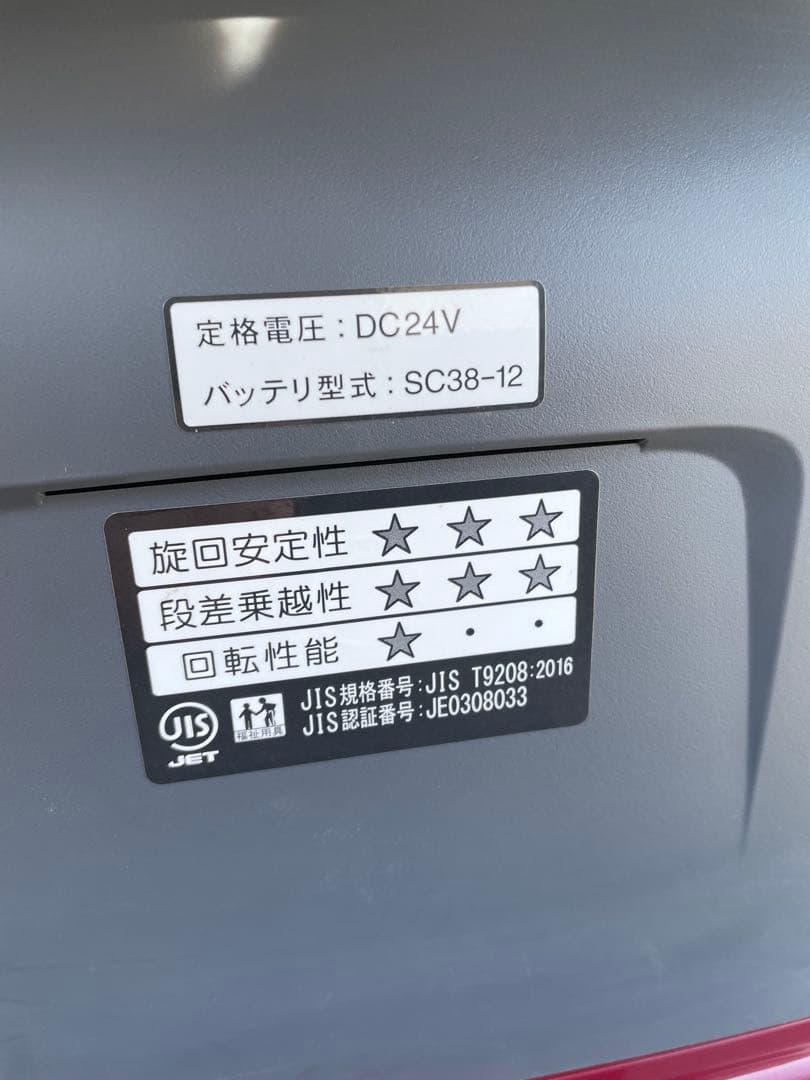 定格電圧：DC24V
バッテリ型式：SC38-12
旋回安定性 ★ ★ ★
段差乗越性 ★ ★ ★
回転性能 ★ ・ ・
JIS規格番号：JIS T9208:2016
JIS認証番号：JE0308033
JIS
JET
福祉用具